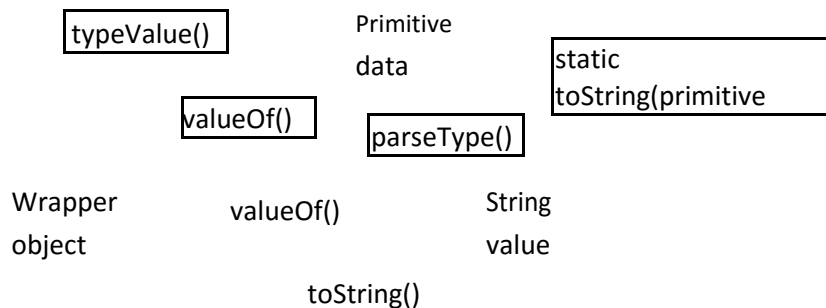 typeValue()
Primitive
data
static
toString(primitive
valueOf()
parseType()
Wrapper
object
valueOf()
String
value
toString()